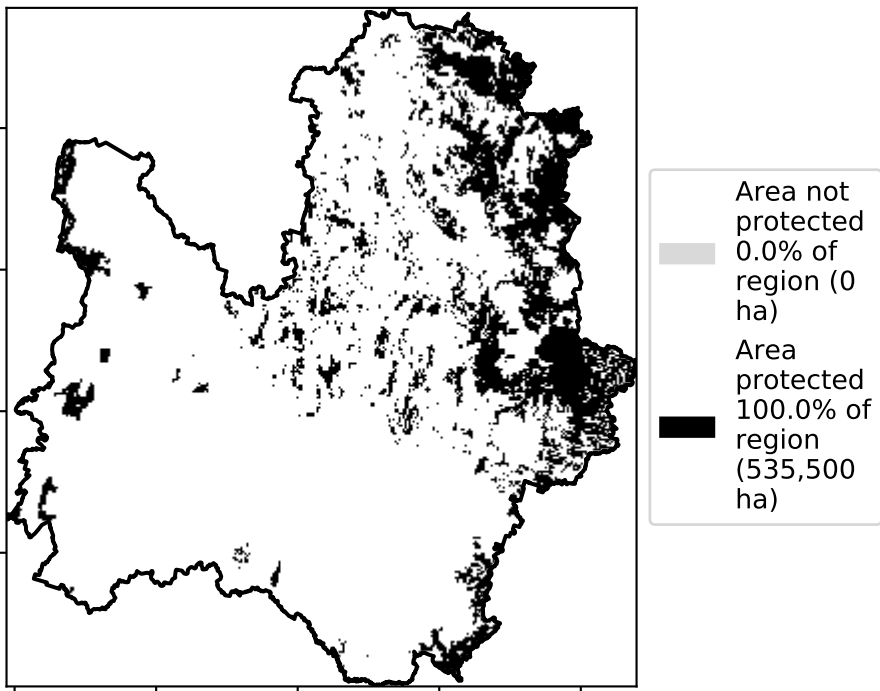 Area not
protected
0.0% of
region (0
ha)
Area
protected
100.0% of
region
(535,500
ha)